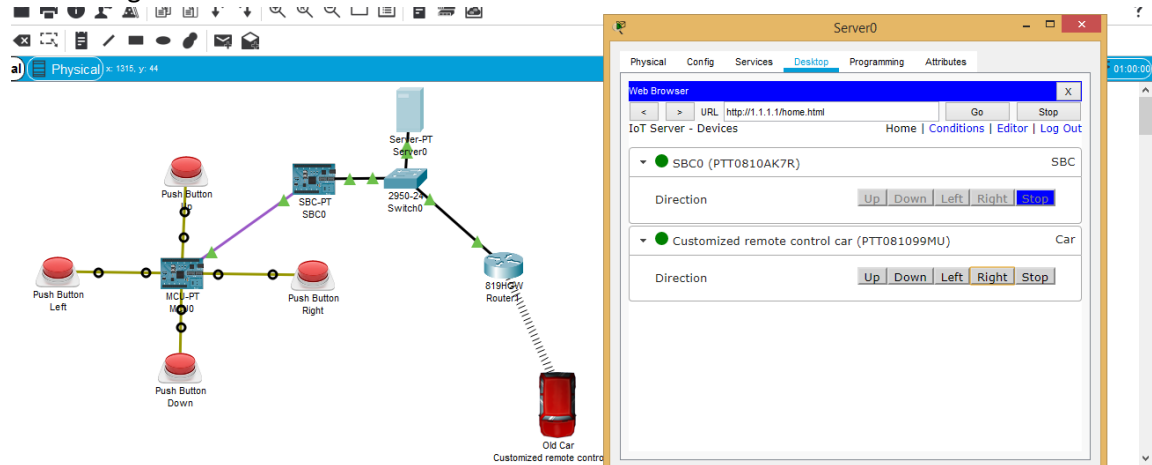 ?
al) Physical x: 1315, y: 44
01:00:00
Server-PT
Server0
Push Button
Up
SBC-PT
SBC0
2950-24
Switch0
Push Button
Left
MCU-PT
MCU0
Push Button
Right
819HGW
Router1
Push Button
Down
Old Car
Customized remote contro
Server0
Physical Config Services Desktop Programming Attributes
Web Browser X
< > URL http://1.1.1.1/home.html Go Stop
IoT Server - Devices Home | Conditions | Editor | Log Out
SBC0 (PTT0810AK7R) SBC
Direction Up Down Left Right Stop
Customized remote control car (PTT081099MU) Car
Direction Up Down Left Right Stop